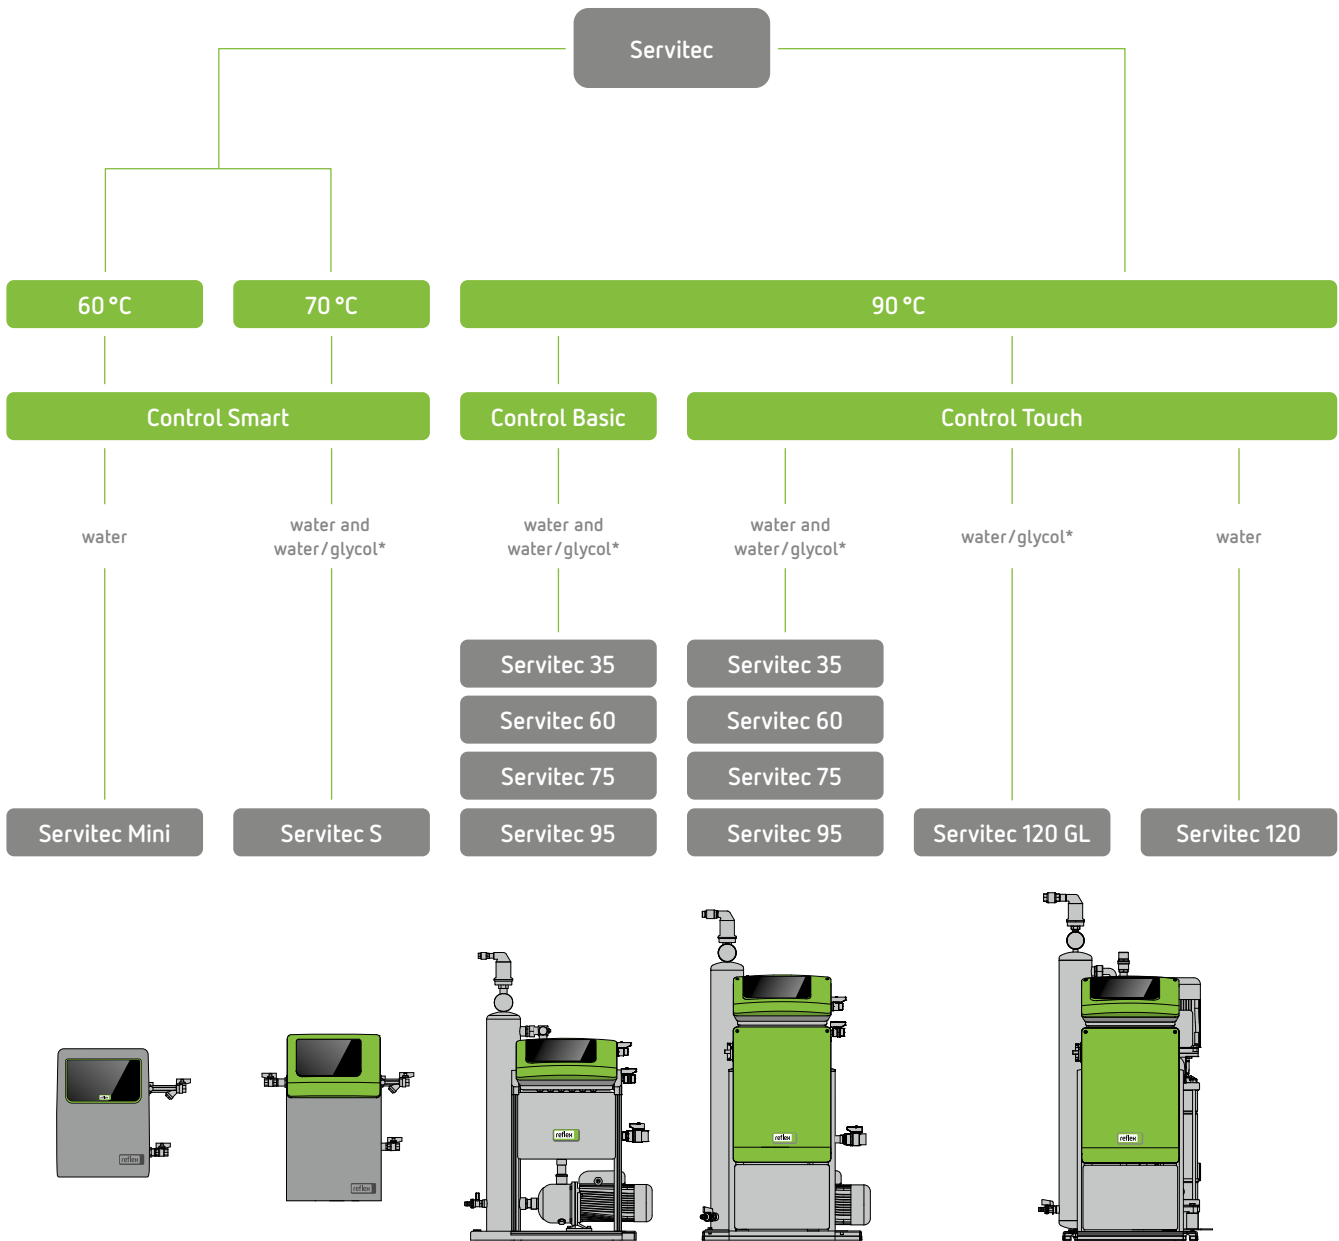 Servitec
60 °C
70 °C
90 °C
Control Smart
Control Basic
Control Touch
water
water and
water/glycol*
water and
water/glycol*
water and
water/glycol*
water/glycol*
water
Servitec 35
Servitec 35
Servitec 60
Servitec 60
Servitec 75
Servitec 75
Servitec Mini
Servitec S
Servitec 95
Servitec 95
Servitec 120 GL
Servitec 120
reflex
reflex
reflex
reflex
reflex